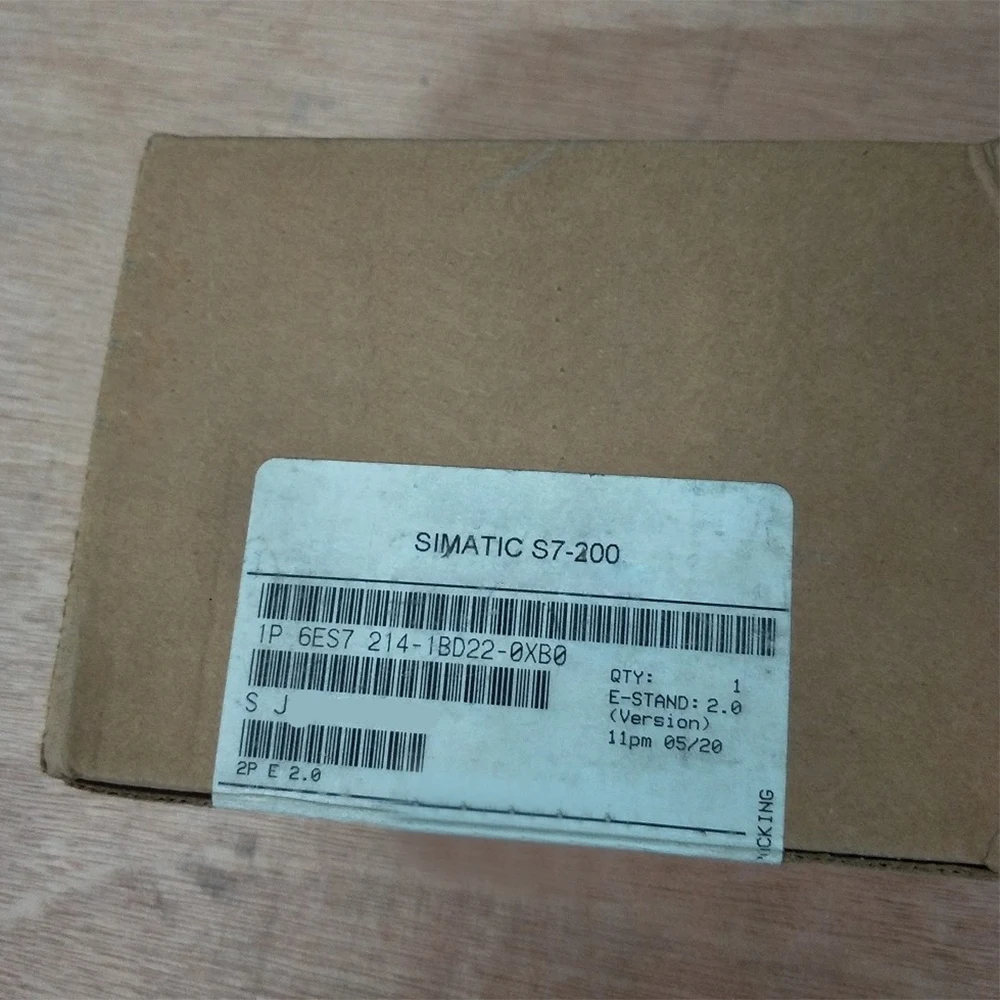 SIMATIC S7-200
1P 6ES7 214-1BD22-0XB0
S J
2P E 2.0
QTY: 1
E-STAND: 2.0
(Version)
11pm 05/20